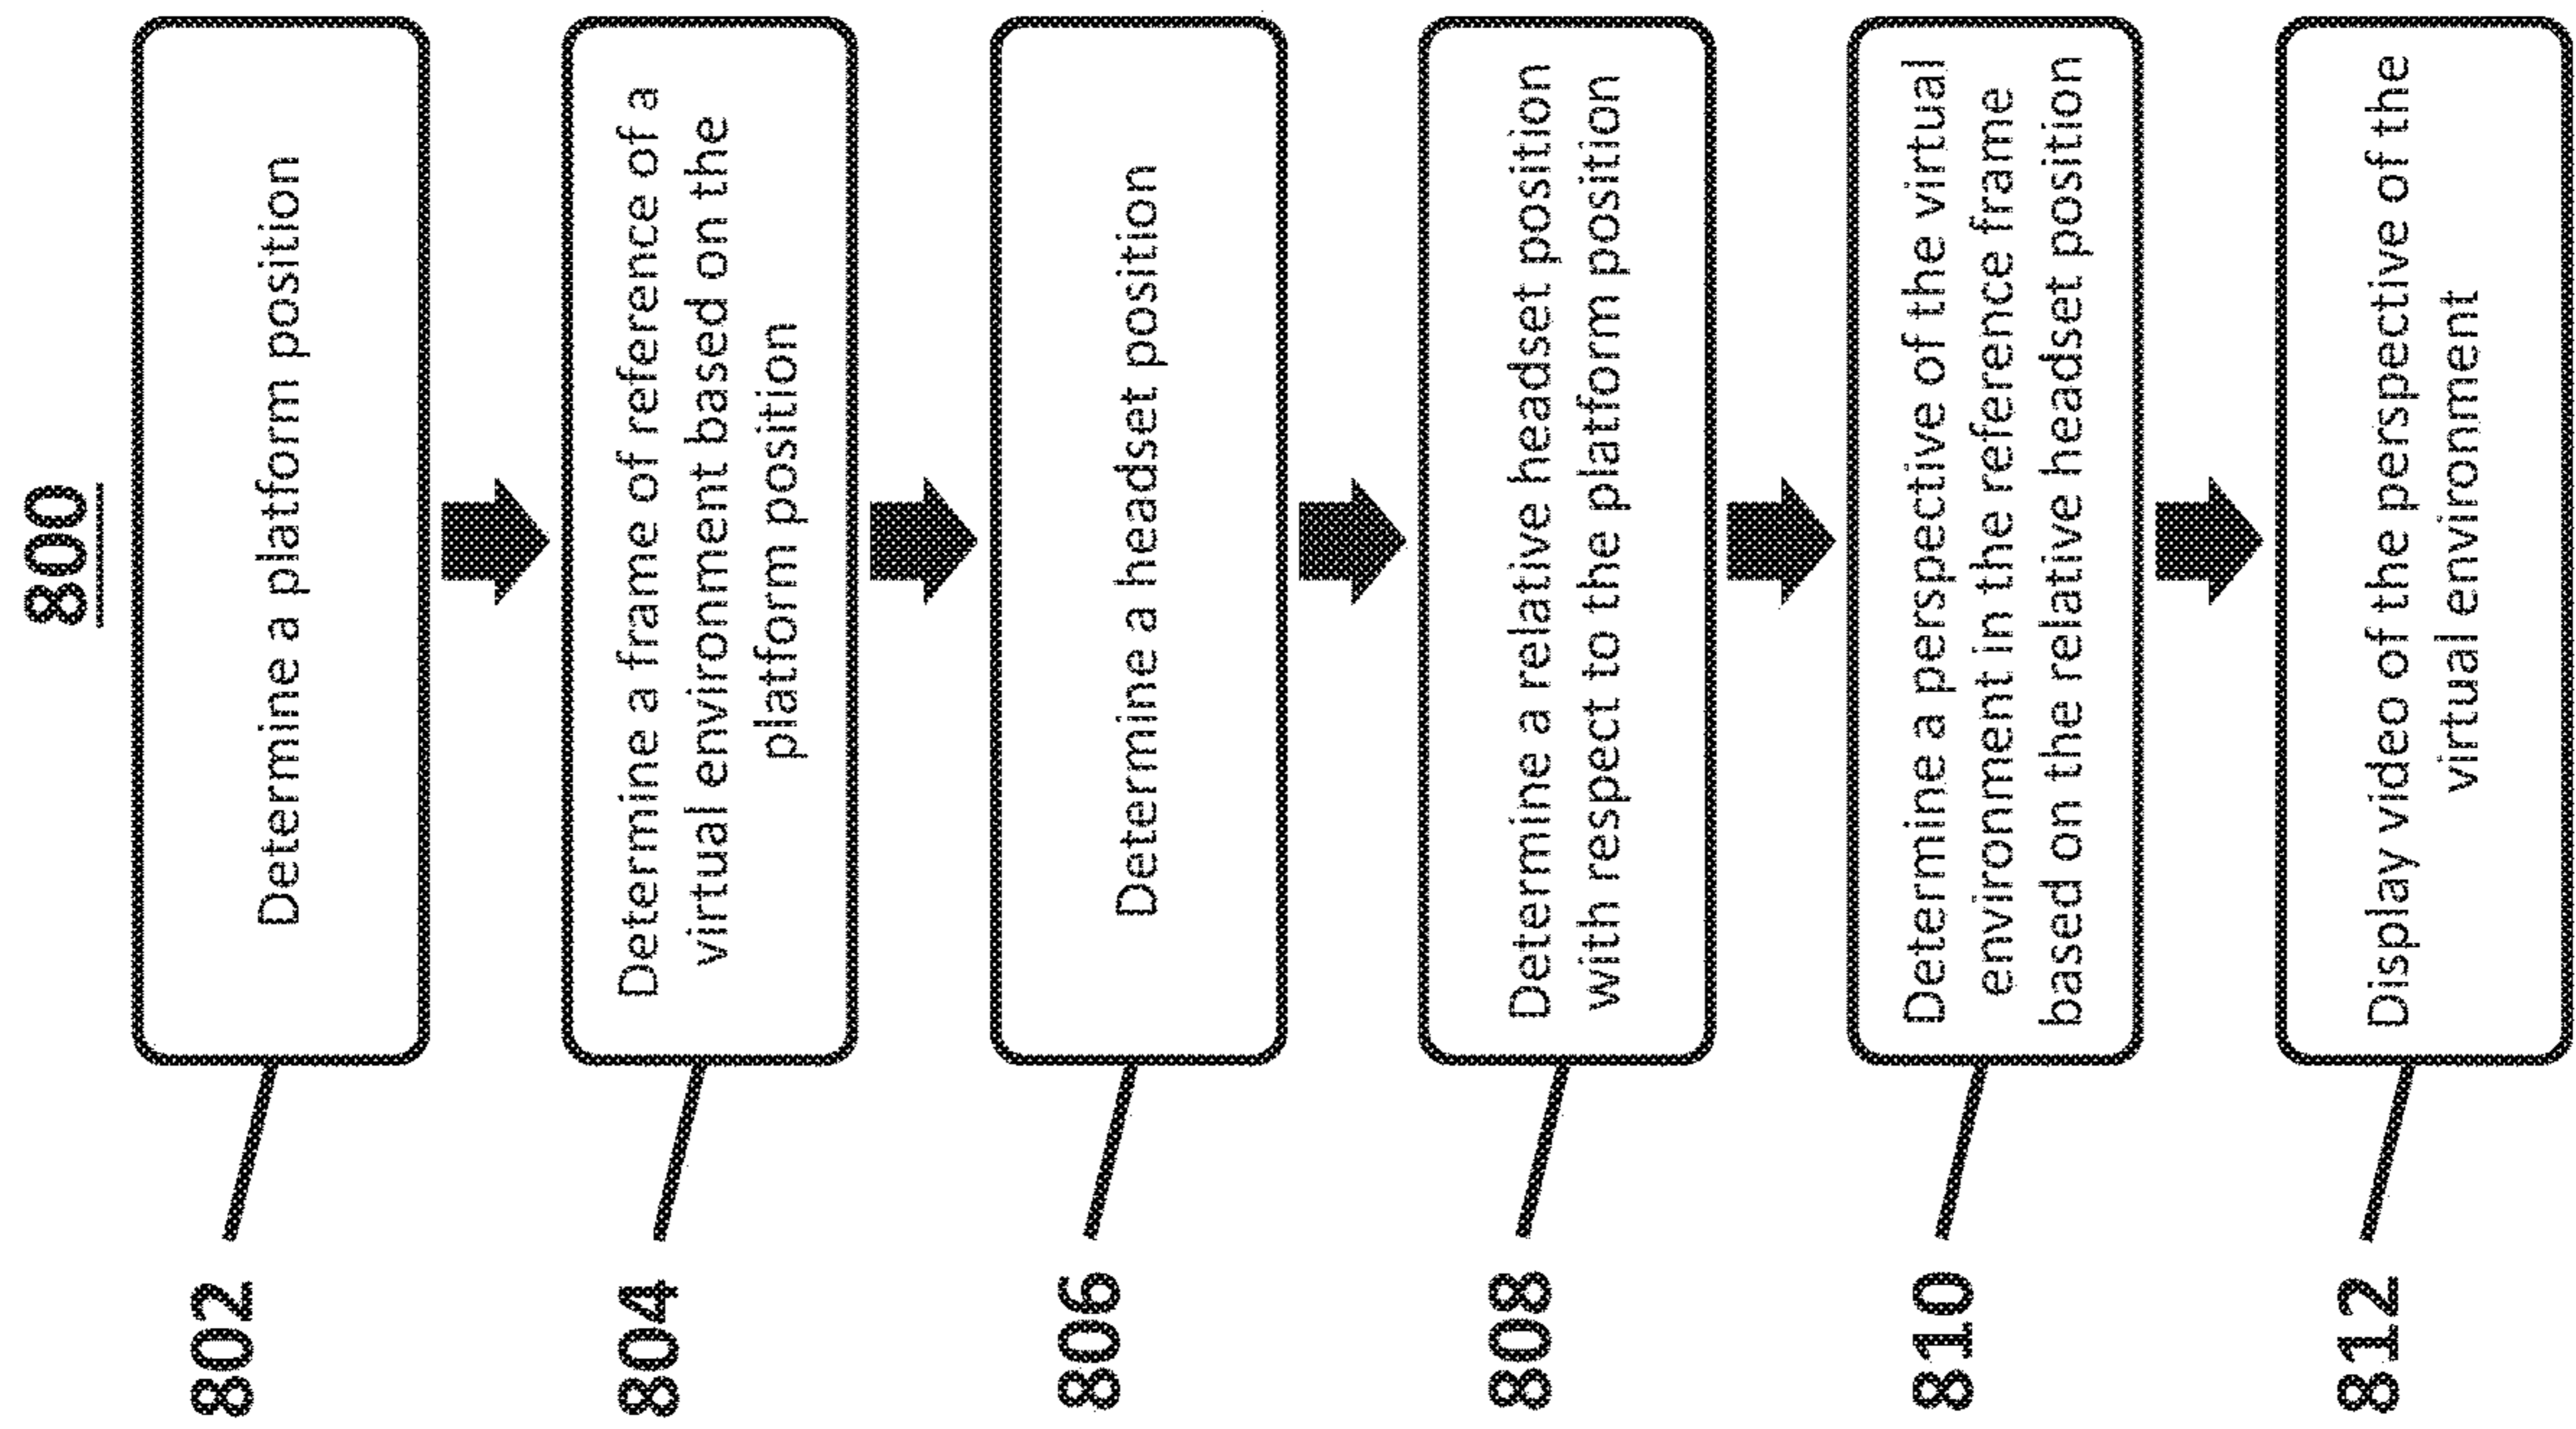 800
802
Determine a platform position
804
Determine a frame of reference of a
virtual environment based on the
platform position
806
Determine a headset position
808
Determine a relative headset position
with respect to the platform position
810
Determine a perspective of the virtual
environment in the reference frame
based on the relative headset position
812
Display video of the perspective of the
virtual environment